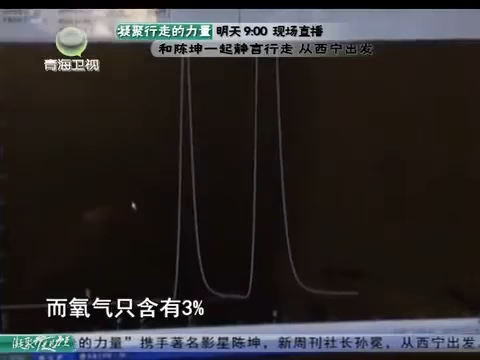 凝聚行走的力量 明天9:00 现场直播
和陈坤一起静言行走 从西宁出发
青海卫视
而氧气只含有3%
的力量”携手著名影星陈坤，新周刊社长孙冕，从西宁出发